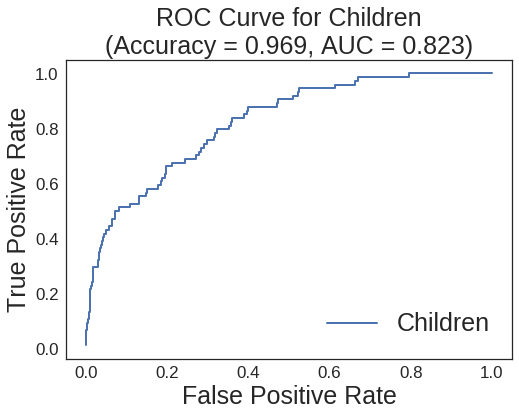 ROC Curve for Children
(Accuracy = 0.969, AUC = 0.823)
True Positive Rate
1.0
0.8
0.6
0.4
0.2
0.0
Children
0.0 0.2 0.4 0.6 0.8 1.0
False Positive Rate